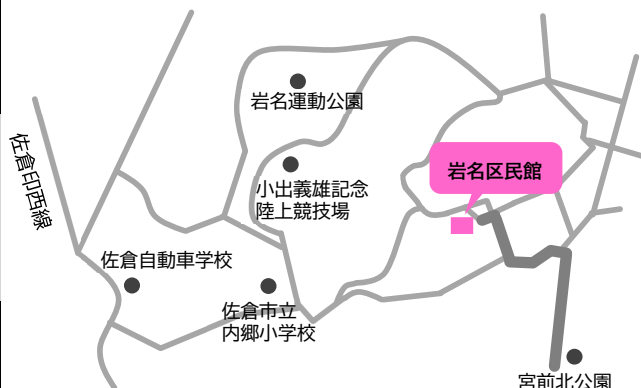 岩名運動公園
佐倉印西線
岩名区民館
小出義雄記念
陸上競技場
佐倉自動車学校
佐倉市立
内郷小学校
宮前北公園